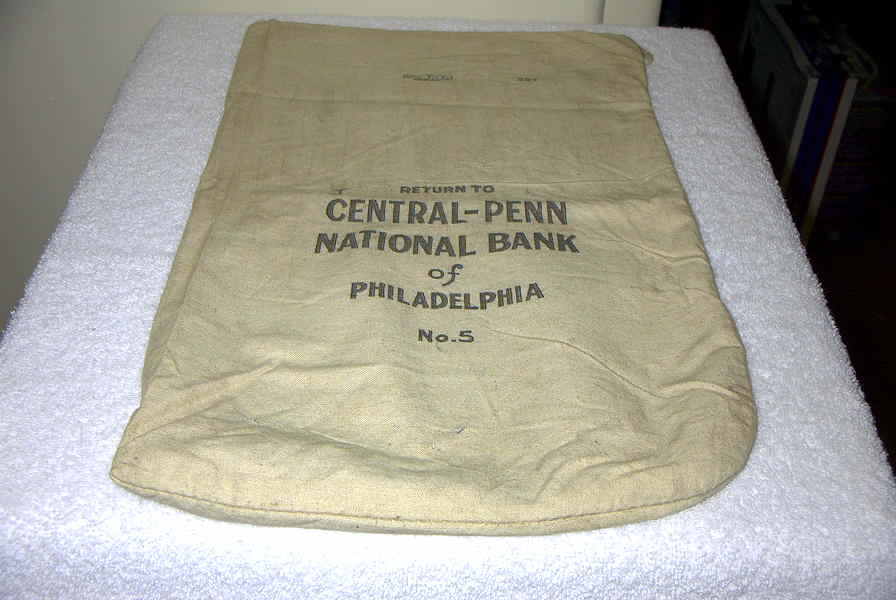 RETURN TO
CENTRAL-PENN
NATIONAL BANK
of
PHILADELPHIA
No.5